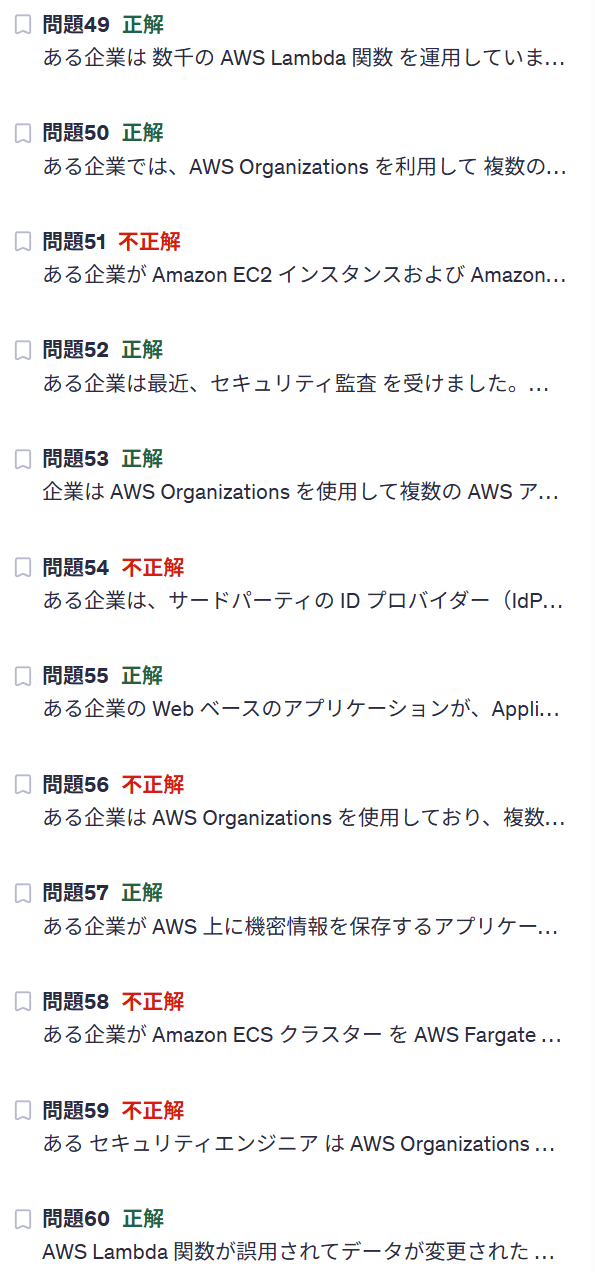 問題49 正解
ある企業は 数千の AWS Lambda 関数 を運用していま...
問題50 正解
ある企業では、AWS Organizations を利用して 複数の...
問題51 不正解
ある企業が Amazon EC2 インスタンスおよび Amazon...
問題52 正解
ある企業は最近、セキュリティ監査 を受けました。...
問題53 正解
企業は AWS Organizations を使用して複数の AWS ア...
問題54 不正解
ある企業は、サードパーティの ID プロバイダー（IdP...
問題55 正解
ある企業の Web ベースのアプリケーションが、Appli...
問題56 不正解
ある企業は AWS Organizations を使用しており、複数...
問題57 正解
ある企業が AWS 上に機密情報を保存するアプリケー...
問題58 不正解
ある企業が Amazon ECS クラスター を AWS Fargate ...
問題59 不正解
ある セキュリティエンジニア は AWS Organizations ...
問題60 正解
AWS Lambda 関数が誤用されてデータが変更された ...